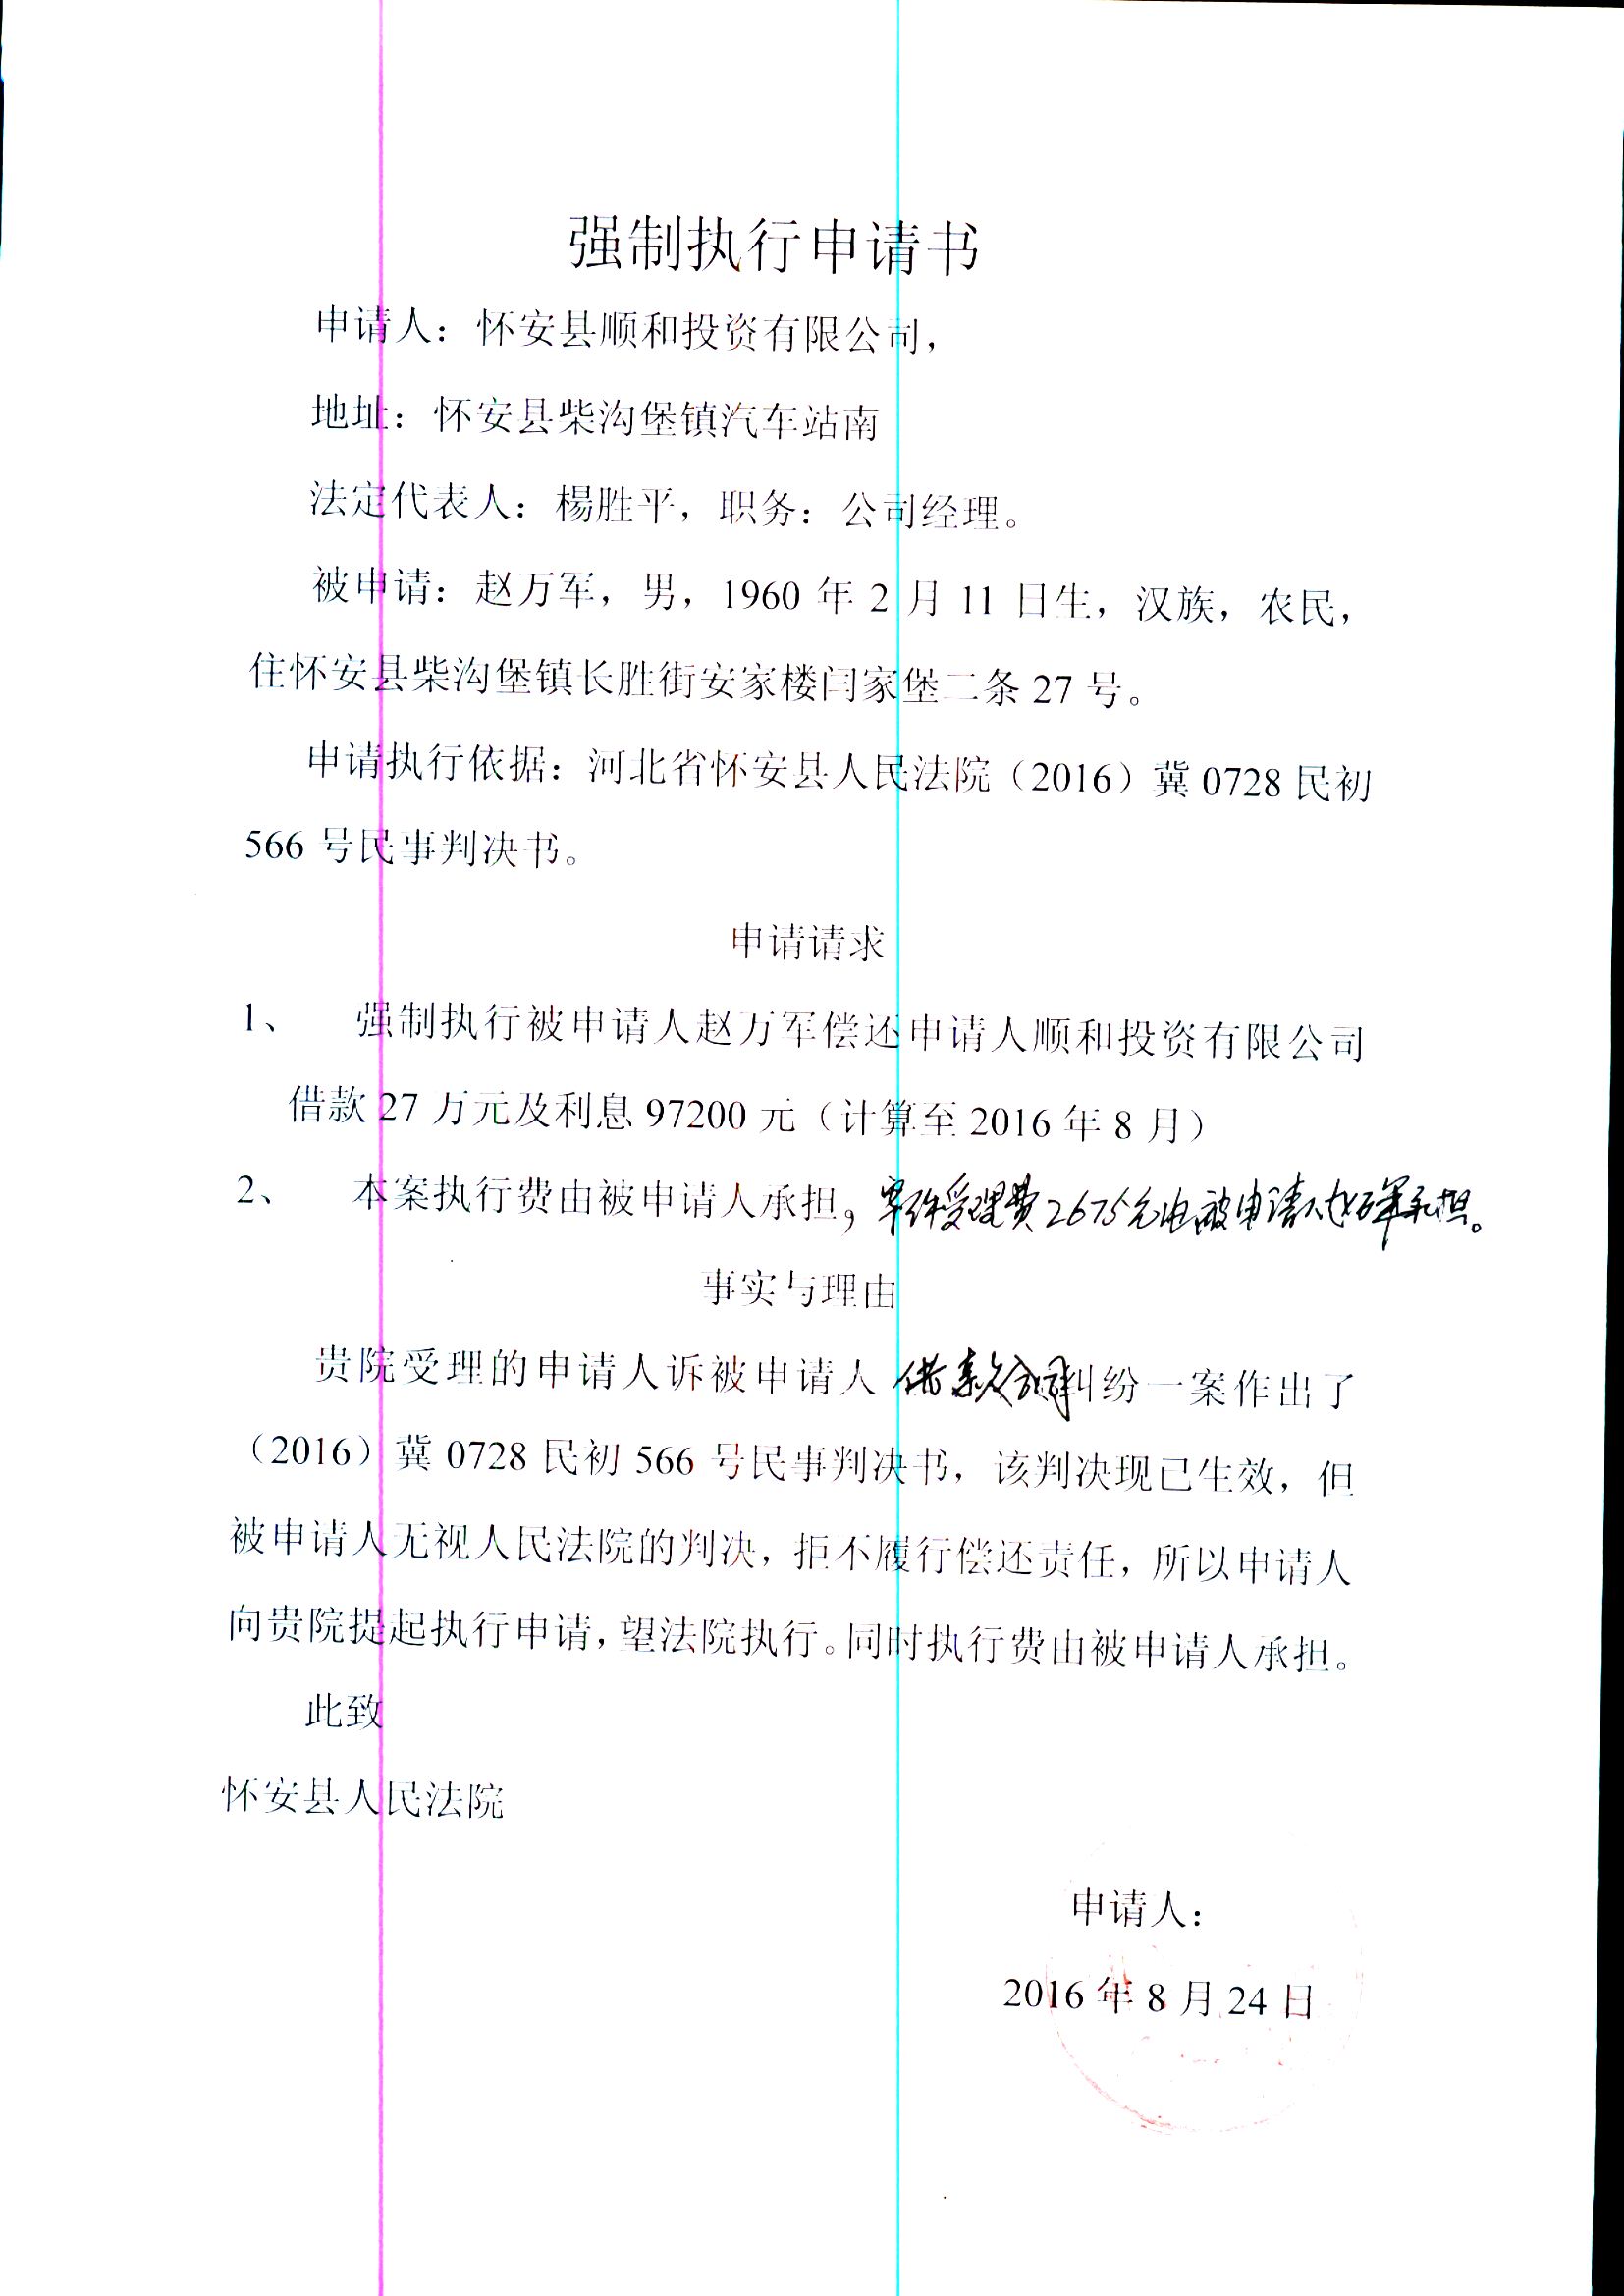 强制执行申请书
申请人：怀安县顺和投资有限公司，
地址：怀安县柴沟堡镇汽车站南
法定代表人：楊胜平，职务：公司经理。
被申请：赵万军，男，1960 年 2 月 11 日生，汉族，农民，
住怀安县柴沟堡镇长胜街安家楼闫家堡二条 27 号。
申请执行依据：河北省怀安县人民法院（2016）冀 0728 民初
566 号民事判决书。
申请请求
1、 强制执行被申请人赵万军偿还申请人顺和投资有限公司
借款 27 万元及利息 97200 元（计算至 2016 年 8 月）
2、 本案执行费由被申请人承担，案件受理费2675元由被申请人赵万军承担。
事实与理由
贵院受理的申请人诉被申请人借款合同纠纷一案作出了
（2016）冀 0728 民初 566 号民事判决书，该判决现已生效，但
被申请人无视人民法院的判决，拒不履行偿还责任，所以申请人
向贵院提起执行申请，望法院执行。同时执行费由被申请人承担。
此致
怀安县人民法院
申请人：
2016 年 8 月 24 日